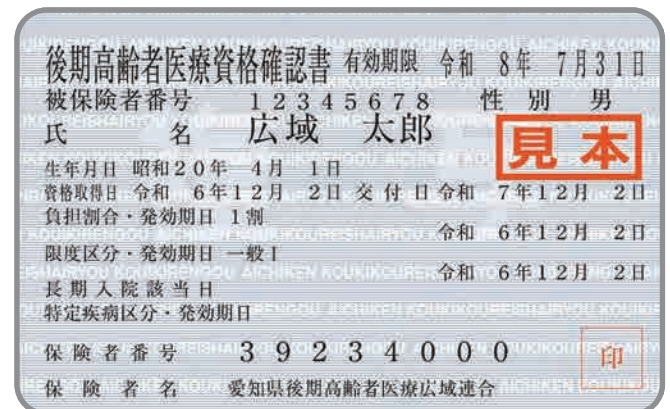 後期高齢者医療資格確認書 有効期限 令和 8年 7月31日
被保険者番号 12345678 性別 男
氏名 広域 太郎
見本
生年月日 昭和20年 4月 1日
資格取得日 令和 6年12月 2日 交付日 令和 7年12月 2日
負担割合・発効期日 1割
令和 6年12月 2日
限度区分・発効期日 一般Ⅰ
令和 6年12月 2日
長期入院該当日
特定疾病区分・発効期日
保険者番号 39234000
印
保険者名 愛知県後期高齢者医療広域連合